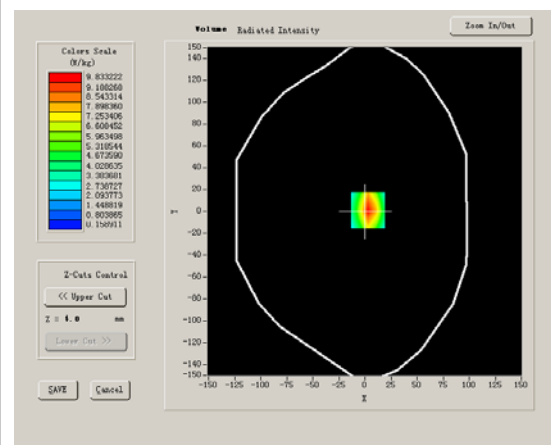 Volume Radiated Intensity
Zoom In/Out
Colors Scale
(W/kg)
9.833222
9.188268
8.543314
7.898360
7.253406
6.608452
5.963498
5.318544
4.673590
4.028635
3.383681
2.738727
2.093773
1.448819
0.803865
0.158911
Z-Cuts Control
<< Upper Cut
Z = mm
Lower Cut >>
SAVE
Cancel
150
140
120
100
80
60
40
20
0
-20
-40
-60
-80
-100
-120
-140
-150
Y
-150 -125 -100 -75 -50 -25 0 25 50 75 100 125 150
X